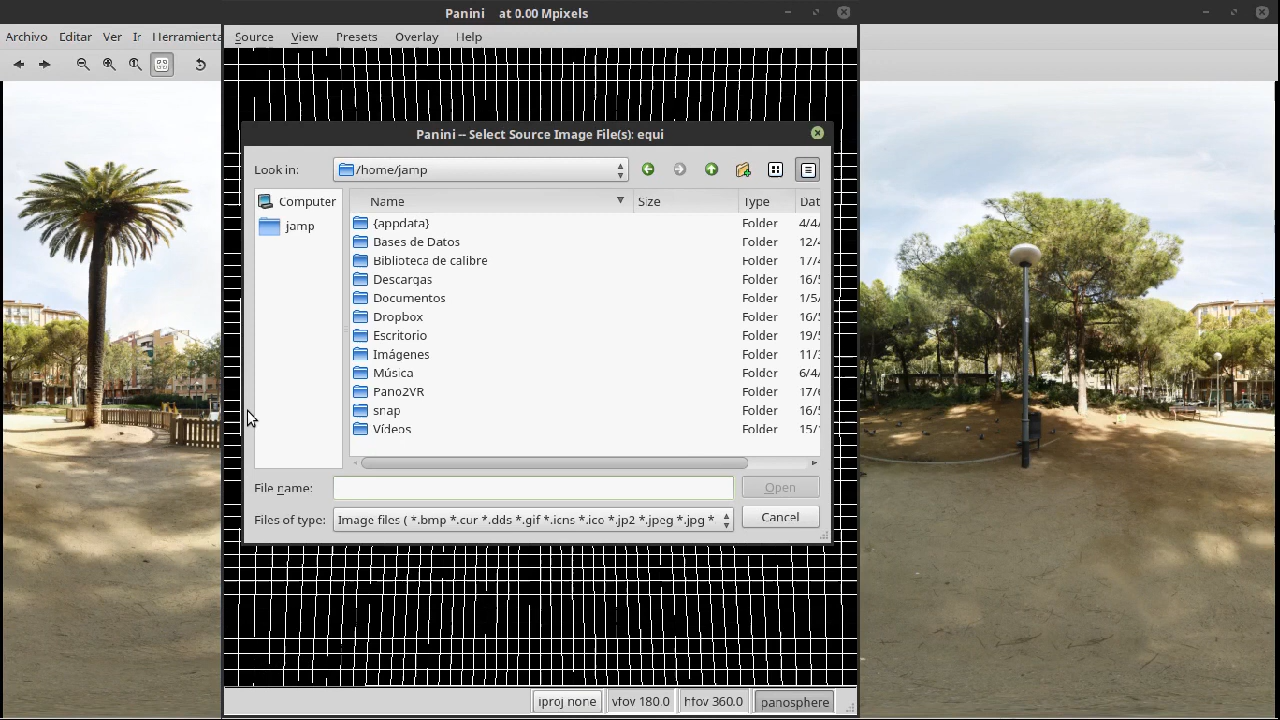 Panini at 0.00 Mpixels
Archivo Editar Ver Ir Herramienta
Source View Presets Overlay Help
Panini -- Select Source Image File(s): equi
Look in: /home/jamp
Computer
jamp
Name Size Type Dat
{appdata} Folder 4/4/
Bases de Datos Folder 12/4
Biblioteca de calibre Folder 17/4
Descargas Folder 16/5
Documentos Folder 1/5/
Dropbox Folder 16/5
Escritorio Folder 19/5
Imágenes Folder 11/3
Música Folder 6/4/
Pano2VR Folder 17/6
snap Folder 16/5
Vídeos Folder 15/
File name: Open
Files of type: Image files ( *.bmp *.cur *.dds *.gif *.icns *.ico *.jp2 *.jpeg *.jpg * Cancel
iproj none vfov 180.0 hfov 360.0 panosphere